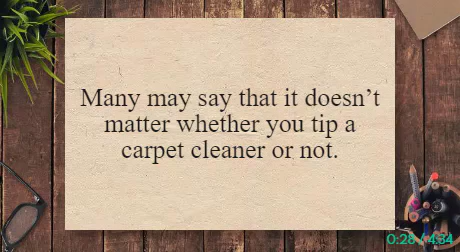 Many may say that it doesn’t
matter whether you tip a
carpet cleaner or not.
0:28 / 4:34